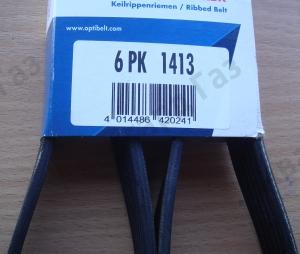 Keilrippenriemen / Ribbed Belt
www.optibelt.com
6 PK 1413
4 014486 420241